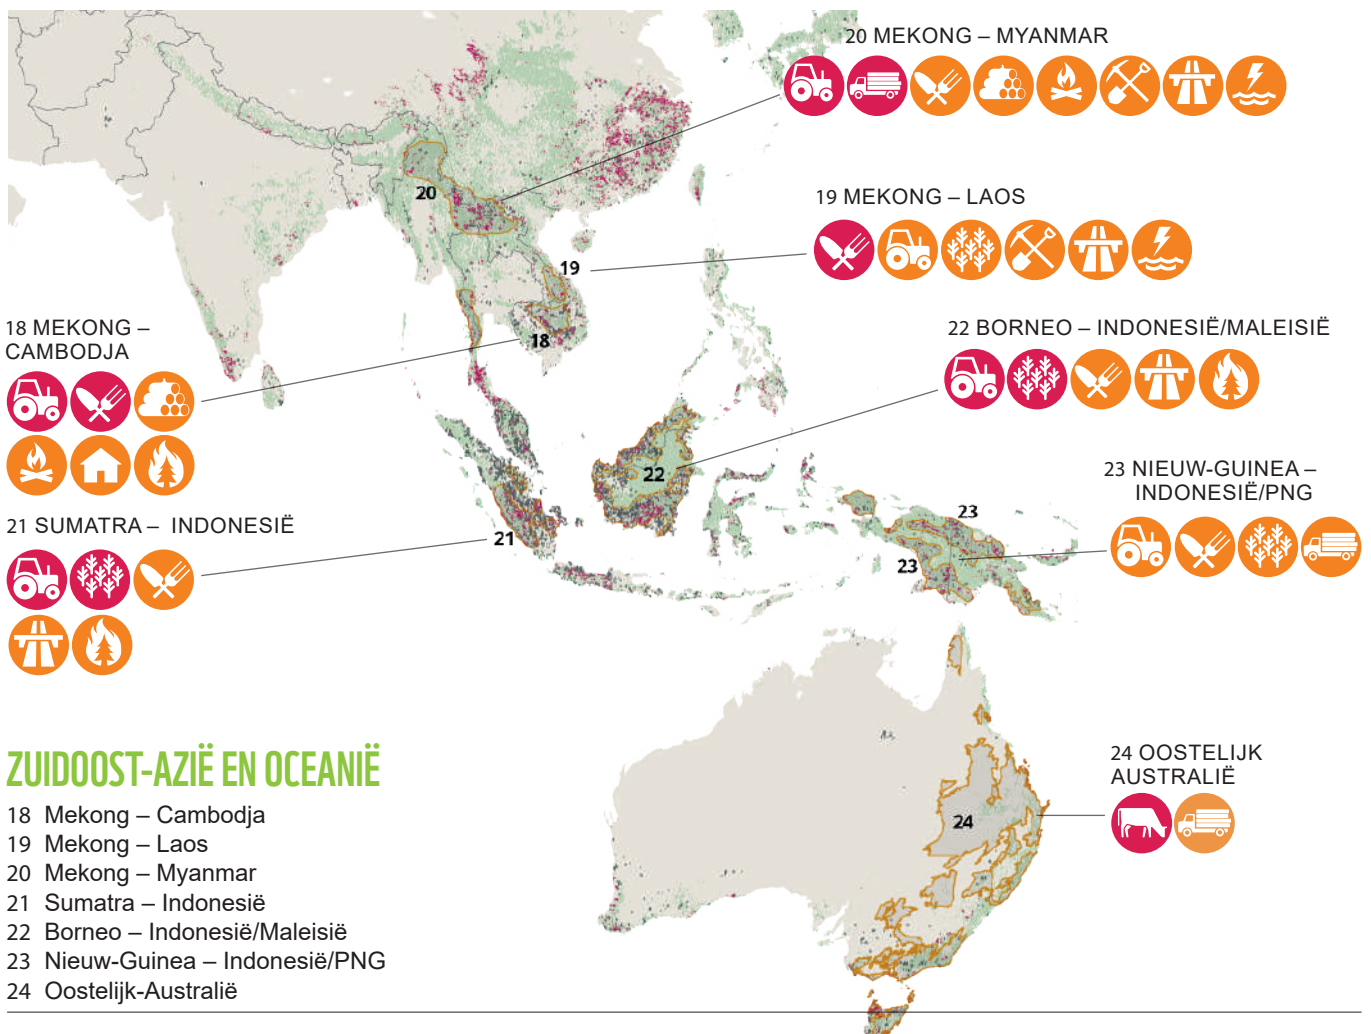 20 MEKONG – MYANMAR
19 MEKONG – LAOS
18 MEKONG –
CAMBODJA
22 BORNEO – INDONESIË/MALEISIË
23 NIEUW-GUINEA –
INDONESIË/PNG
21 SUMATRA – INDONESIË
24 OOSTELIJK
AUSTRALIË
20
19
18
22
21
23
23
24
ZUIDOOST-AZIË EN OCEANIË
18 Mekong – Cambodja
19 Mekong – Laos
20 Mekong – Myanmar
21 Sumatra – Indonesië
22 Borneo – Indonesië/Maleisië
23 Nieuw-Guinea – Indonesië/PNG
24 Oostelijk-Australië